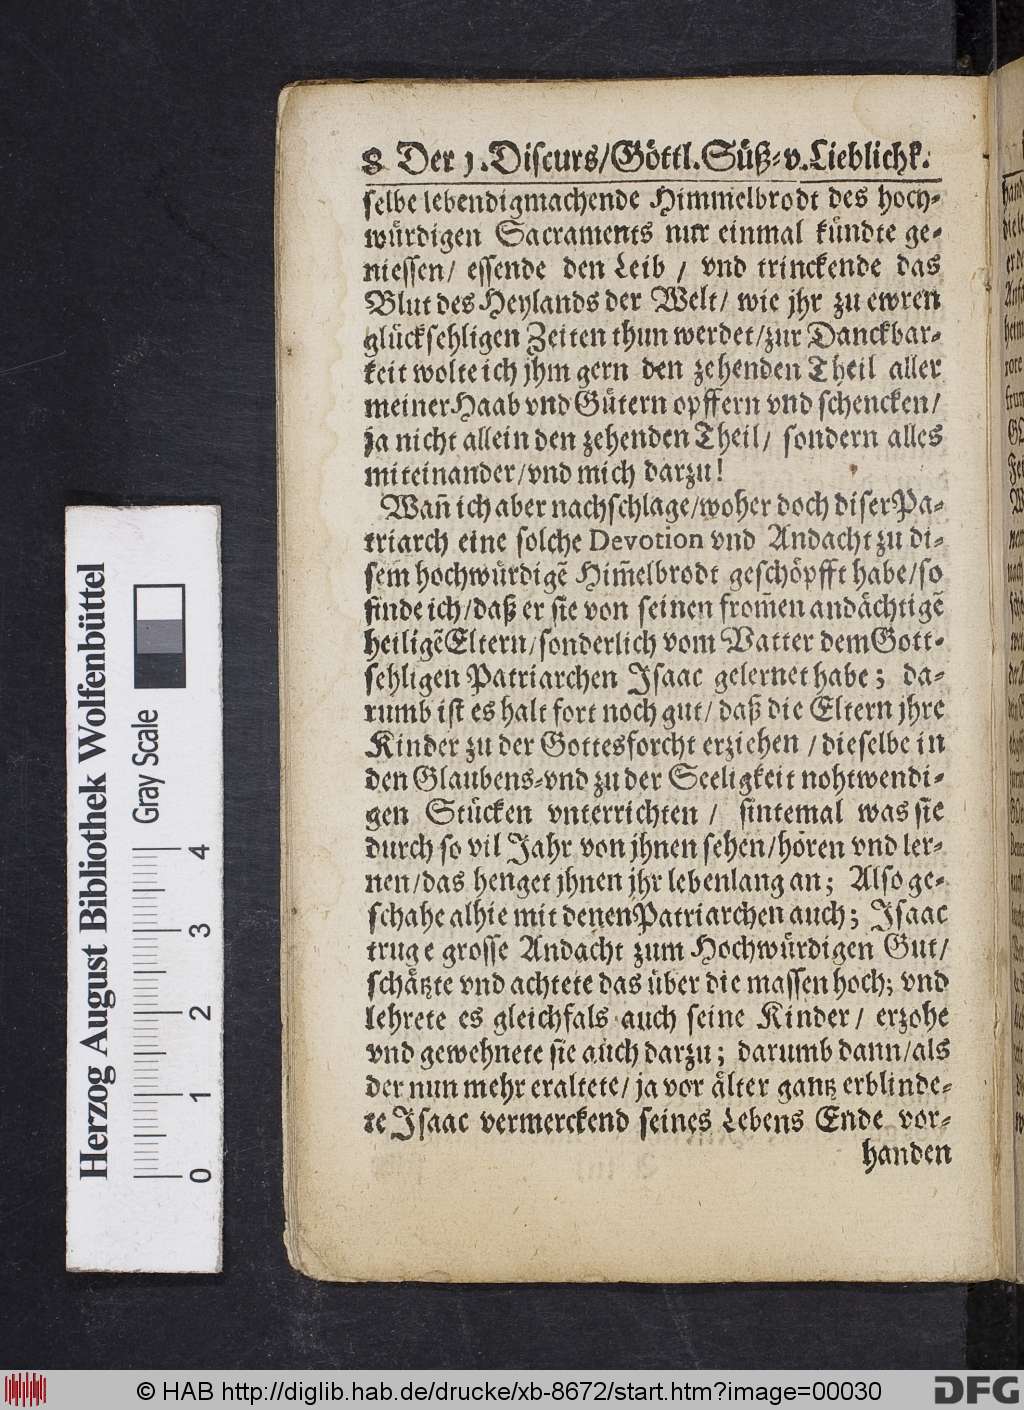 8 Der 1. Discurs/Göttl. Süß- v. Lieblichk.
selbe lebendigmachende Himmelbrodt des hoch-
würdigen Sacraments nur einmal kündte ge-
niessen/ essende den Leib / vnd trinckende das
Blut des Heylands der Welt/ wie jhr zu ewren
glücksehligen Zeiten thun werdet/zur Danckbar-
keit wolte ich jhm gern den zehenden Theil aller
meiner Haab vnd Gütern opffern vnd schencken/
ja nicht allein den zehenden Theil/ sondern alles
miteinander/vnd mich darzu!
Wañ ich aber nachschlage/woher doch diser Pa-
triarch eine solche Devotion vnd Andacht zu di-
sem hochwürdigẽ Him̃elbrodt geschöpfft habe/so
finde ich/daß er sie von seinen from̃en andächtigẽ
heiligẽ Eltern/sonderlich vom Vatter dem Gott-
sehligen Patriarchen Isaac gelernet habe; da-
rumb ist es halt fort noch gut/ daß die Eltern jhre
Kinder zu der Gottesforcht erziehen / dieselbe in
den Glaubens-vnd zu der Seeligkeit nohtwendi-
gen Stücken vnterrichten / sintemal was sie
durch so vil Jahr von jhnen sehen/hören vnd ler-
nen/das henget jhnen jhr lebenlang an; Also ge-
schahe alhie mit denen Patriarchen auch; Isaac
truge grosse Andacht zum Hochwürdigen Gut/
schätzte vnd achtete das über die massen hoch; vnd
lehrete es gleichfals auch seine Kinder/ erzohe
vnd gewehnete sie auch darzu; darumb dann/als
der nun mehr eraltete/ ja vor älter gantz erblinde-
te Isaac vermerckend seines Lebens Ende vor-
handen
Herzog August Bibliothek Wolfenbüttel
Gray Scale
0 1 2 3 4
© HAB http://diglib.hab.de/drucke/xb-8672/start.htm?image=00030
DFG